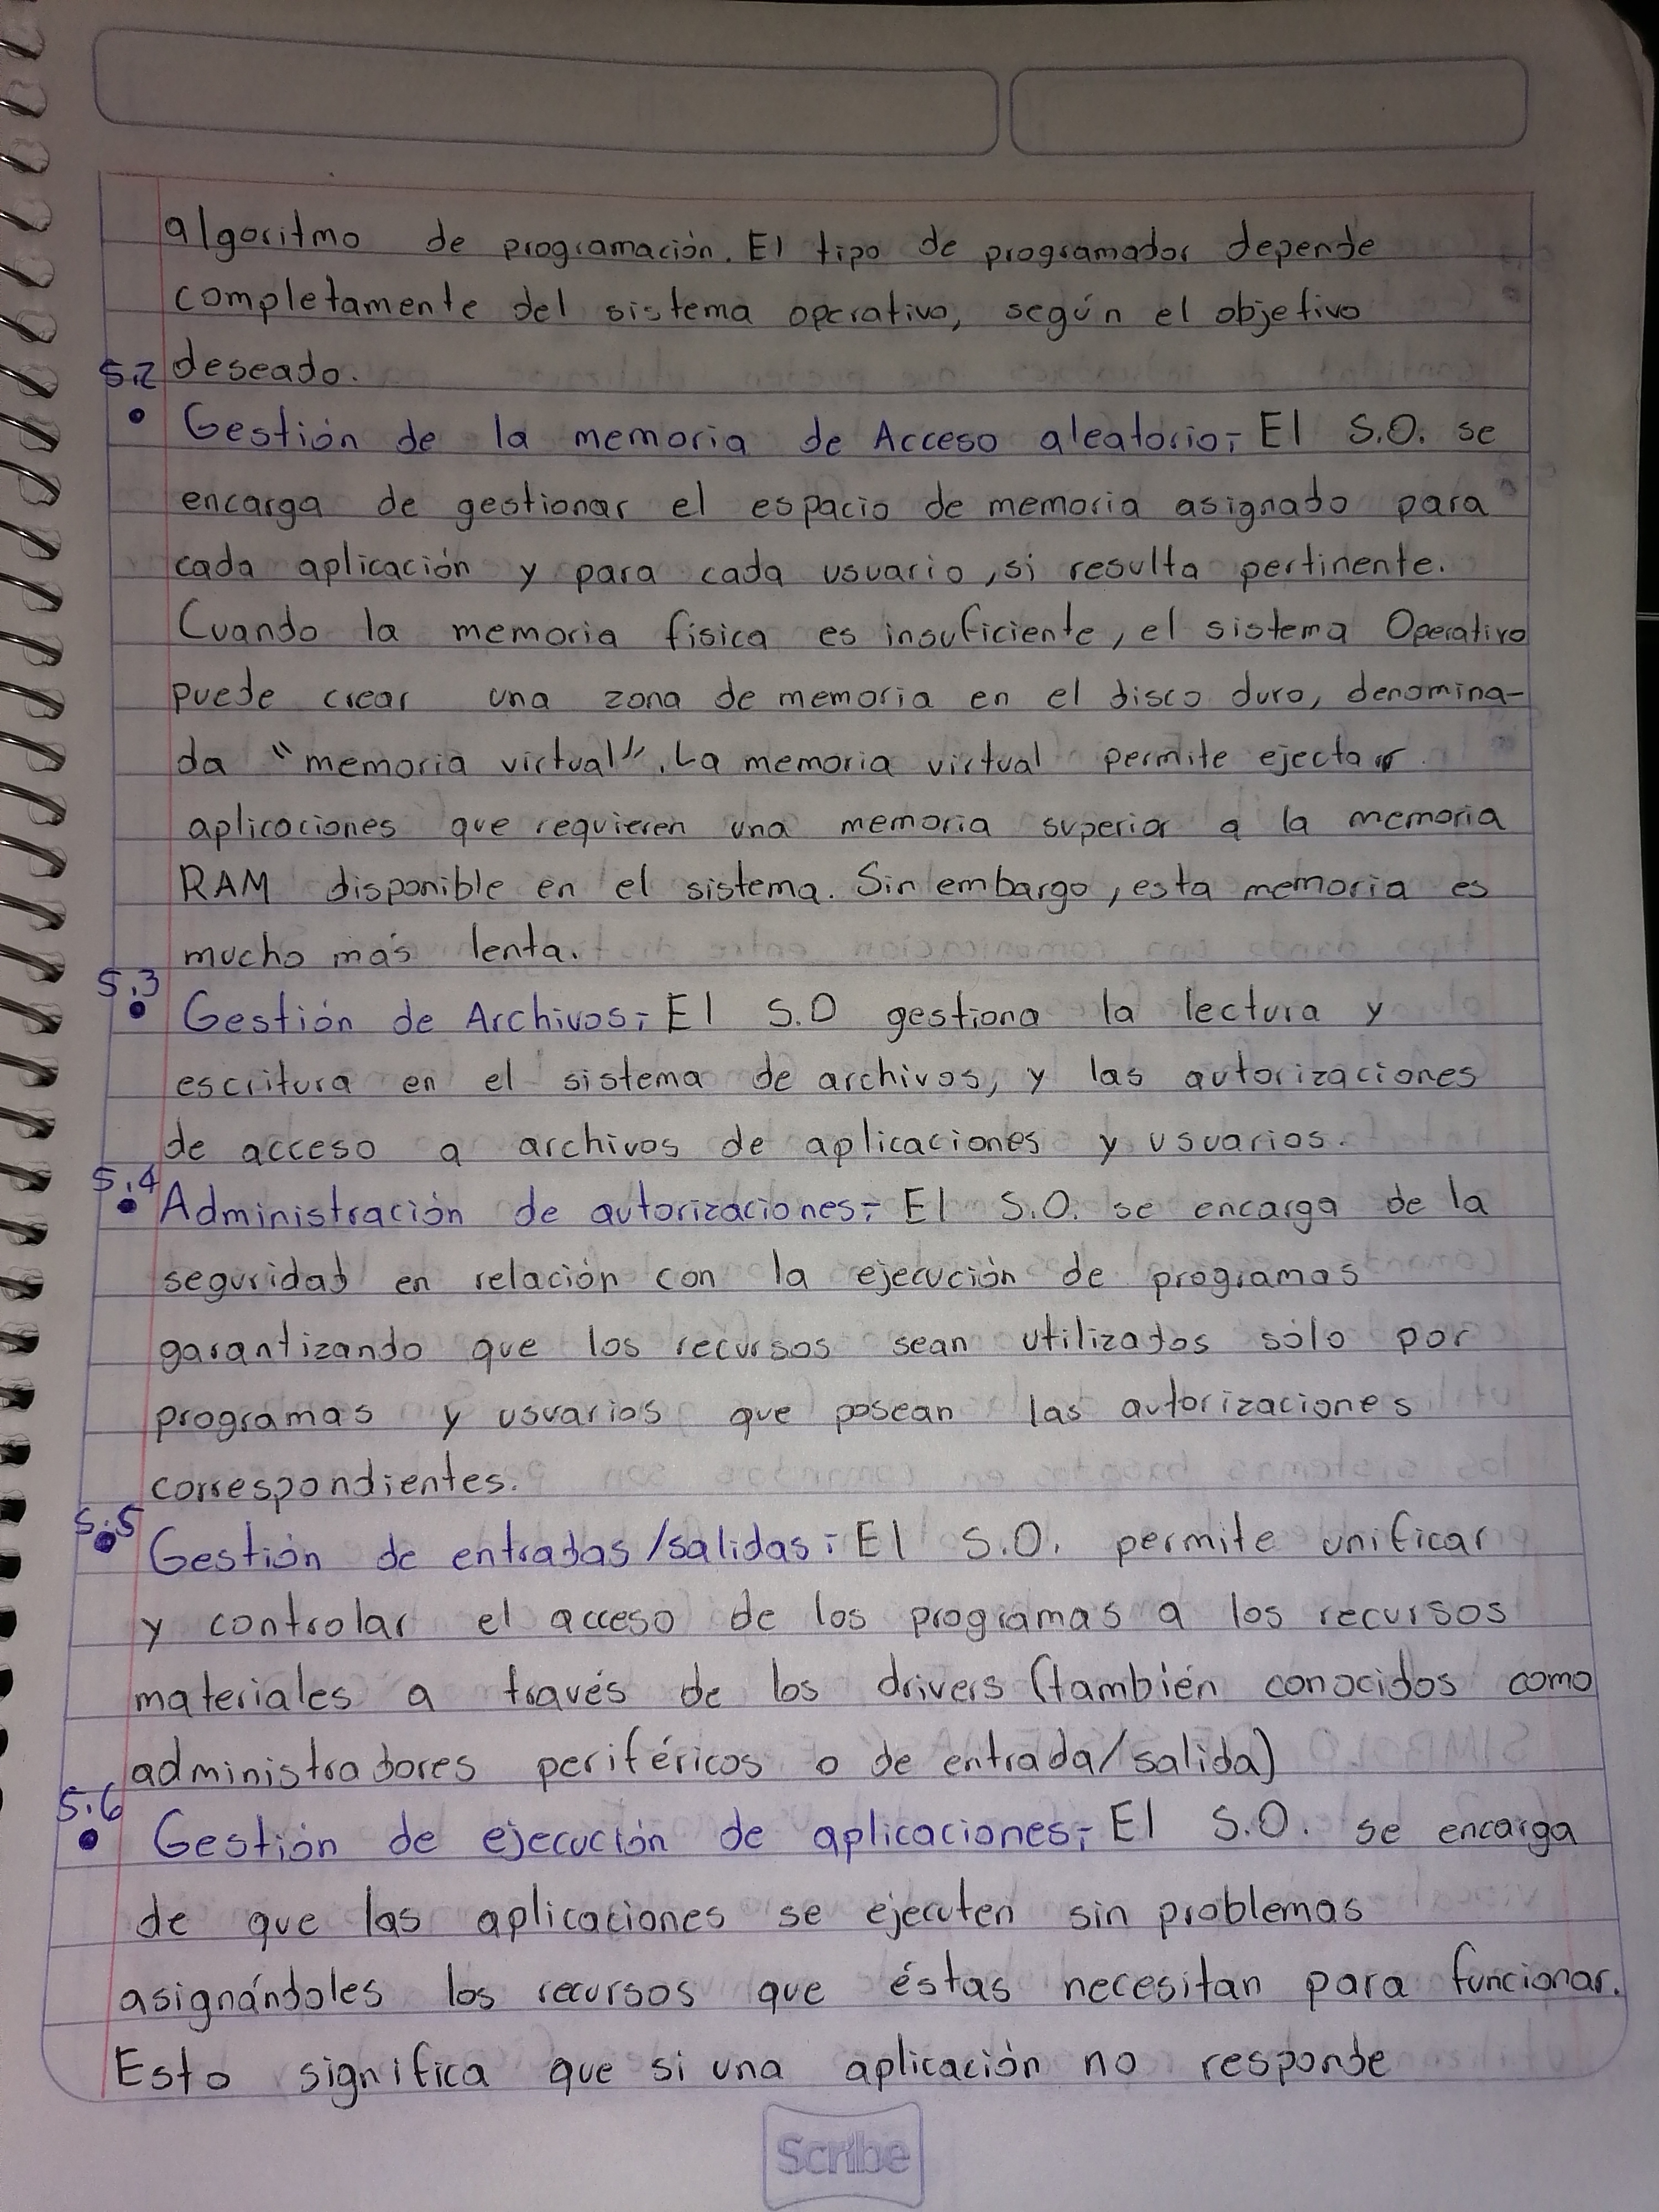 algoritmo de programación. El tipo de programador depende
completamente del sistema operativo, según el objetivo
deseado.
5.2
• Gestión de la memoria de Acceso aleatorio;- El S.O. se
encarga de gestionar el espacio de memoria asignado para
cada aplicación y para cada usuario, si resulta pertinente.
Cuando la memoria física es insuficiente, el sistema Operativo
puede crear una zona de memoria en el disco duro, denomina-
da "memoria virtual". La memoria virtual permite ejectar
aplicaciones que requieren una memoria superior a la memoria
RAM disponible en el sistema. Sin embargo, esta memoria es
mucho más lenta.
5.3
• Gestión de Archivos;- El S.O gestiona la lectura y
escritura en el sistema de archivos, y las autorizaciones
de acceso a archivos de aplicaciones y usuarios.
5.4
• Administración de autorizaciones;- El S.O. se encarga de la
seguridad en relación con la ejecución de programas
garantizando que los recursos sean utilizados sólo por
programas y usuarios que posean las autorizaciones
correspondientes.
5.5
• Gestión de entradas/salidas: El S.O. permite unificar
y controlar el acceso de los programas a los recursos
materiales a través de los drivers (también conocidos como
administradores periféricos o de entrada/salida)
5.6
• Gestión de ejecución de aplicaciones;- El S.O. se encarga
de que las aplicaciones se ejecuten sin problemas
asignándoles los recursos que éstas necesitan para funcionar.
Esto significa que si una aplicación no responde
Scribe